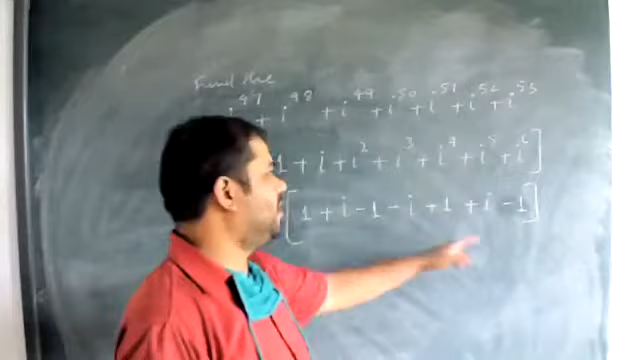 Find the
i⁴⁷ + i⁴⁸ + i⁴⁹ + i⁵⁰ + i⁵¹ + i⁵² + i⁵³
1 + i + i² + i³ + i⁴ + i⁵ + i⁶]
[1 + i - 1 - i + 1 + i - 1]